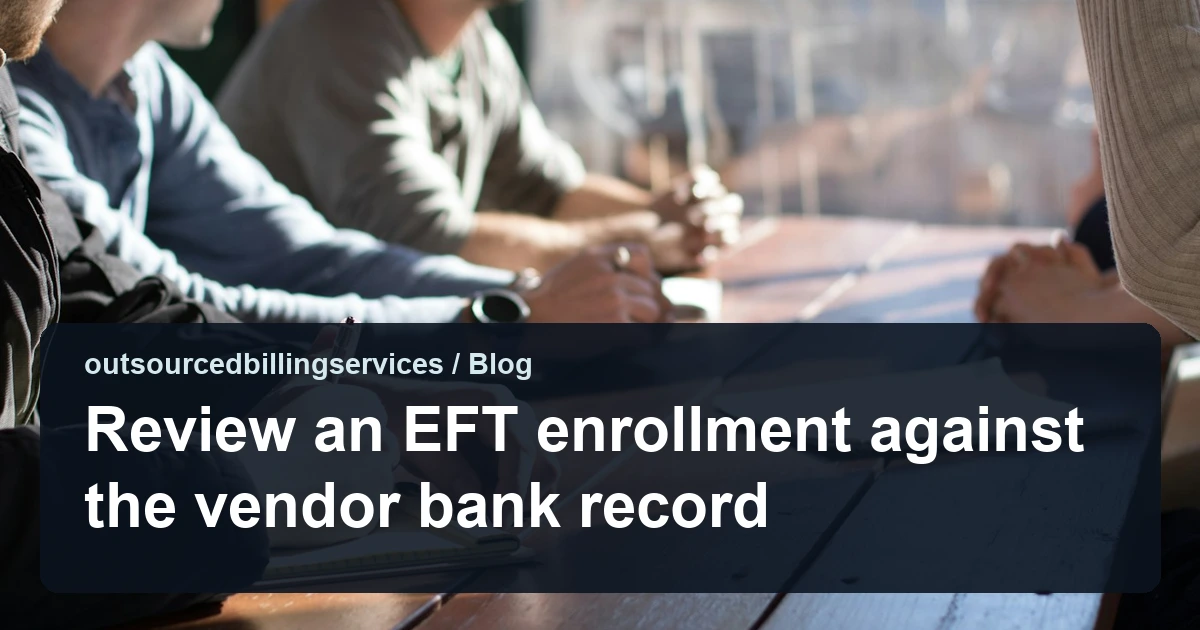 outsourcedbillingservices / Blog
Review an EFT enrollment against
the vendor bank record